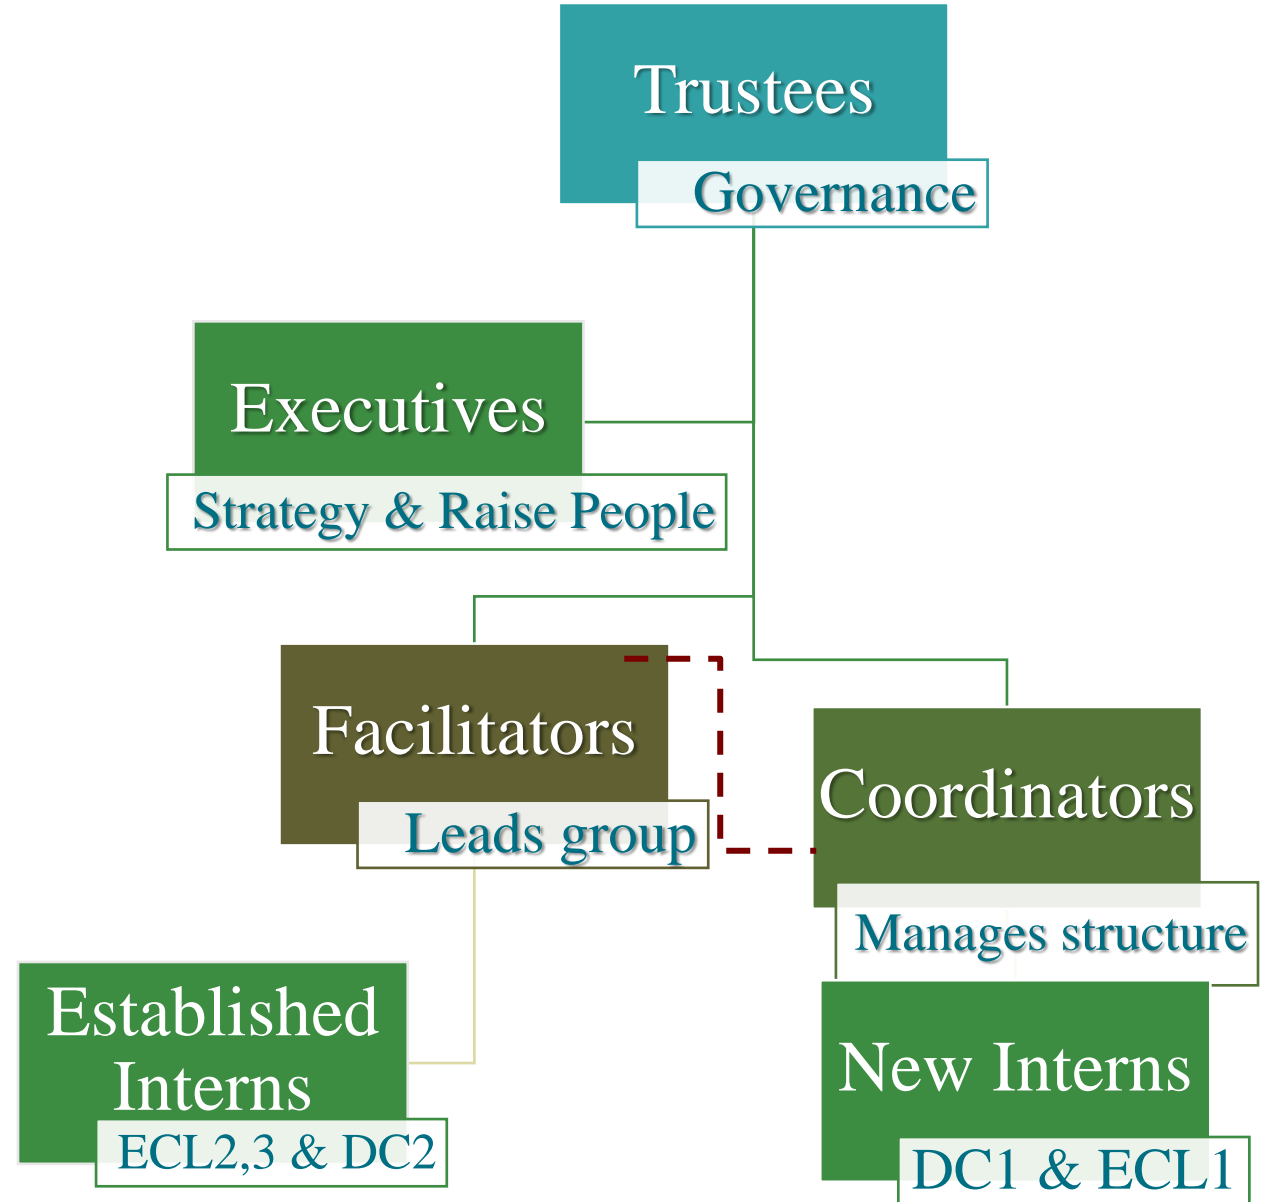 Trustees
Governance
Executives
Strategy & Raise People
Facilitators
Leads group
Coordinators
Manages structure
Established
Interns
ECL2,3 & DC2
New Interns
DC1 & ECL1